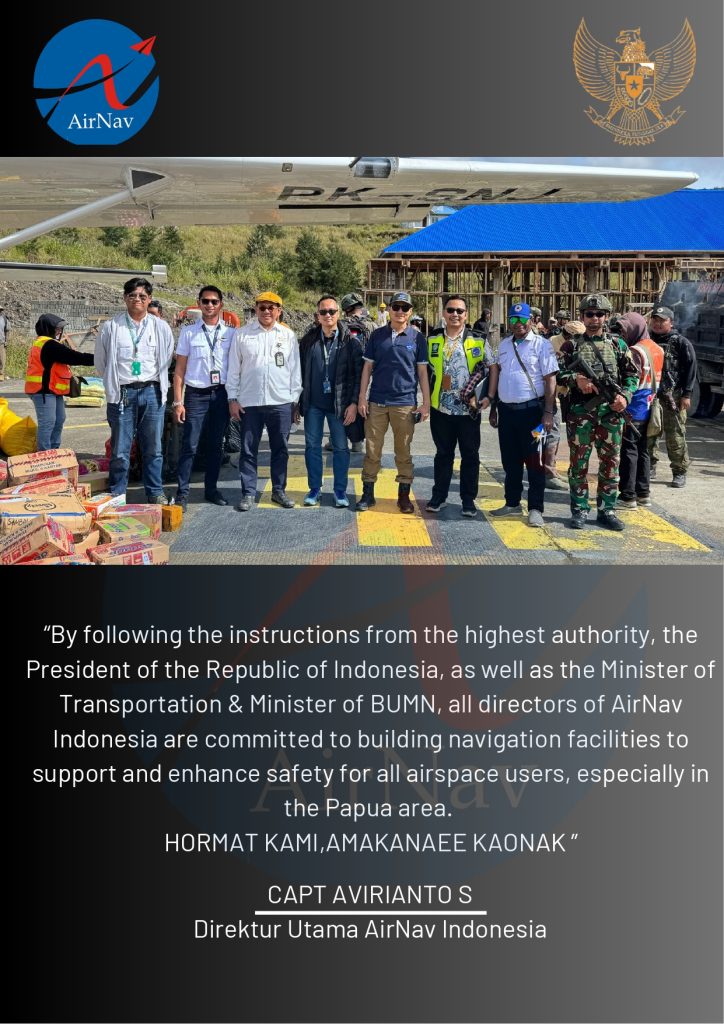 AirNav
PK-SNJ
“By following the instructions from the highest authority, the
President of the Republic of Indonesia, as well as the Minister of
Transportation & Minister of BUMN, all directors of AirNav
Indonesia are committed to building navigation facilities to
support and enhance safety for all airspace users, especially in
the Papua area.
HORMAT KAMI,AMAKANAEE KAONAK “
AirNav
CAPT AVIRIANTO S
Direktur Utama AirNav Indonesia